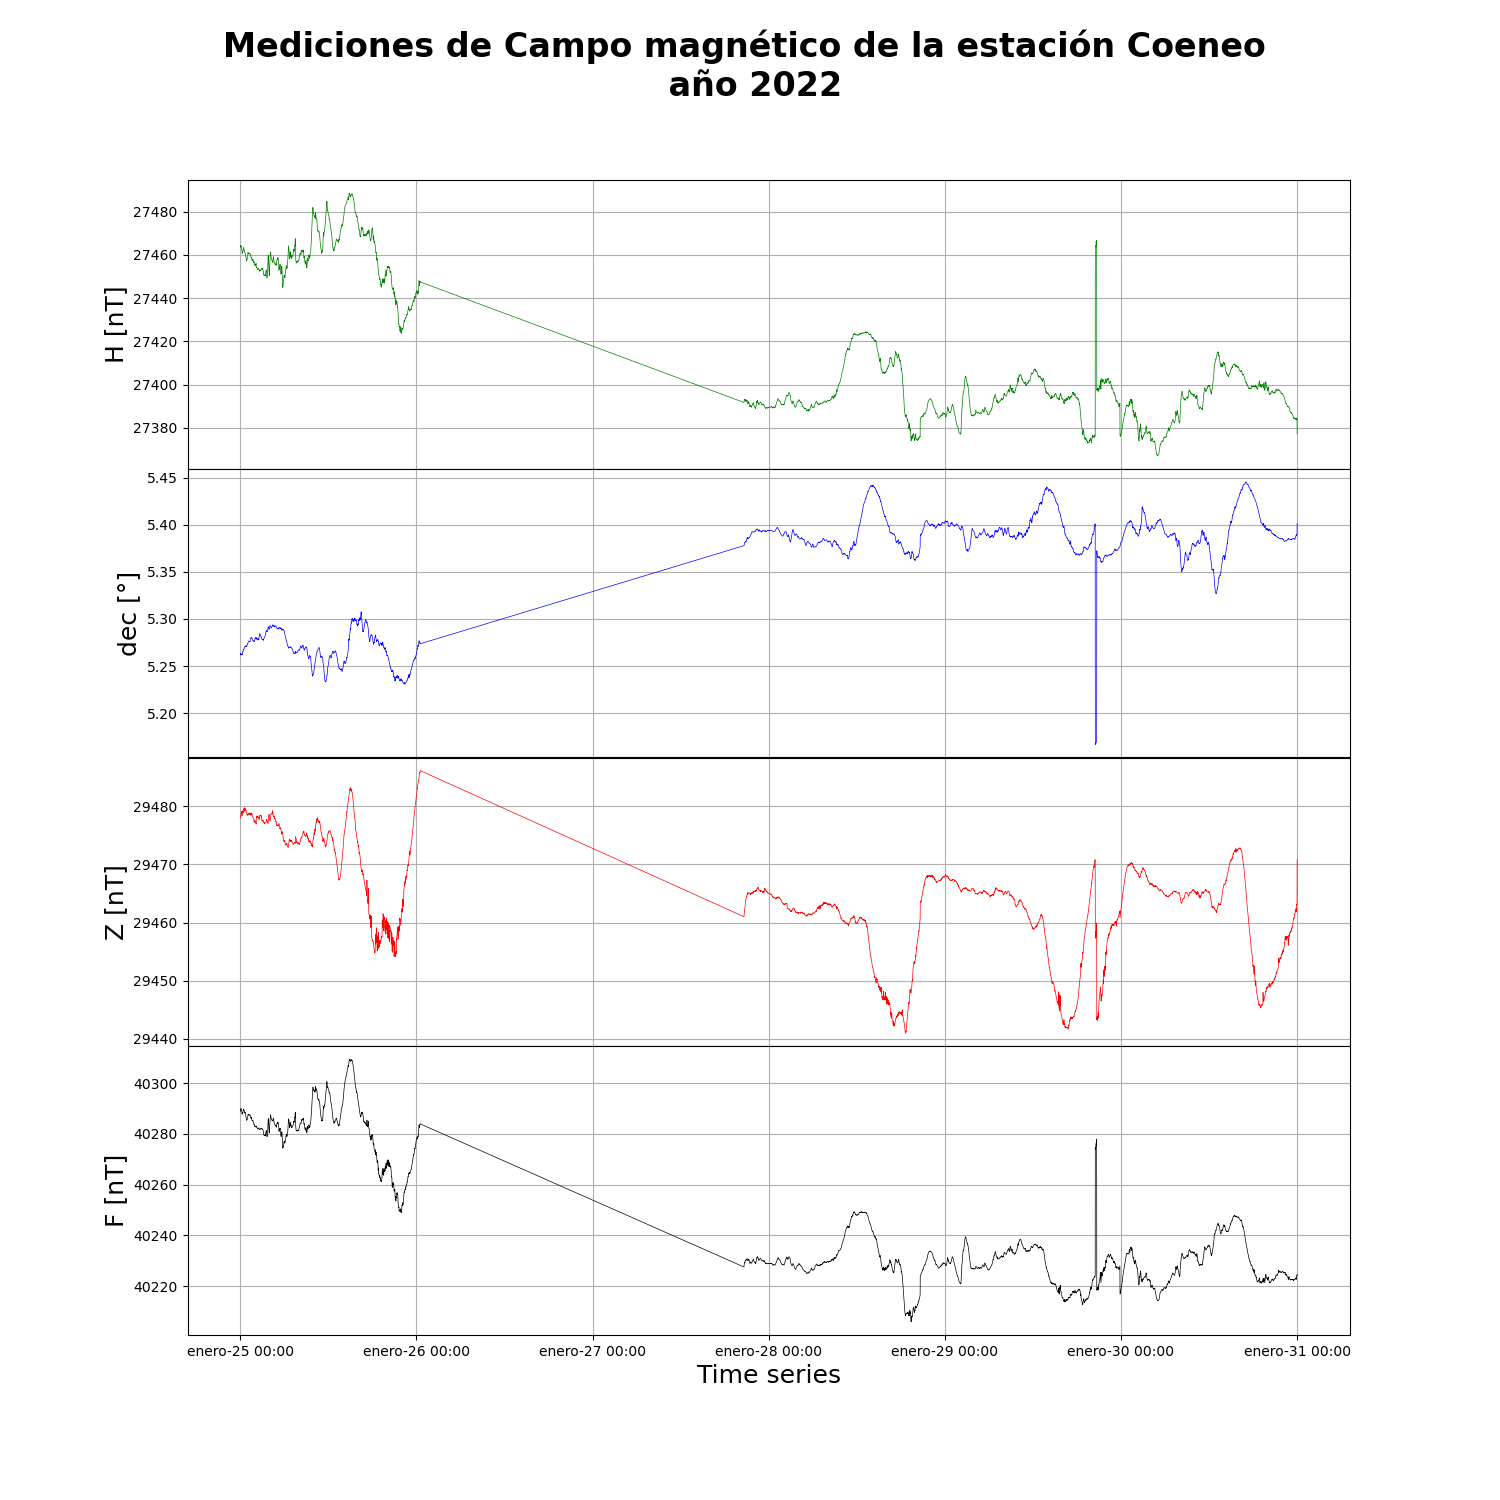 Mediciones de Campo magnético de la estación Coeneo
año 2022
H [nT]
27480
27460
27440
27420
27400
27380
dec [°]
5.45
5.40
5.35
5.30
5.25
5.20
Z [nT]
29480
29470
29460
29450
29440
F [nT]
40300
40280
40260
40240
40220
enero-25 00:00 enero-26 00:00 enero-27 00:00 enero-28 00:00 enero-29 00:00 enero-30 00:00 enero-31 00:00
Time series